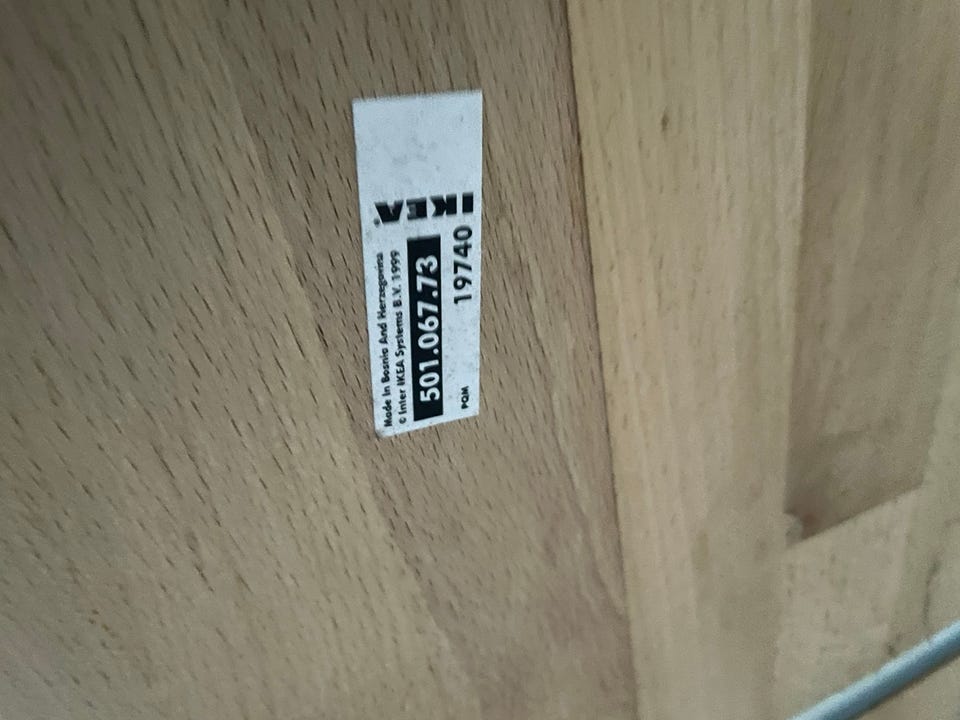 IKEA
Made In Bosnia And Herzegovina
© Inter IKEA Systems B.V. 1999
501.067.73
PQM 19740